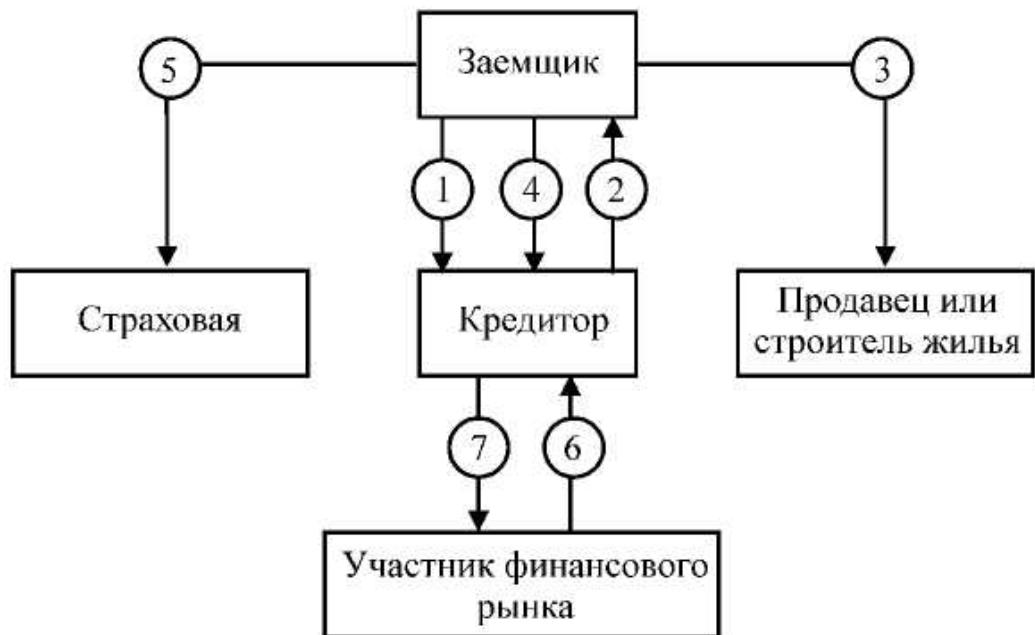 Заемщик
5
3
1
4
2
Страховая
Кредитор
Продавец или
строитель жилья
7
6
Участник финансового
рынка